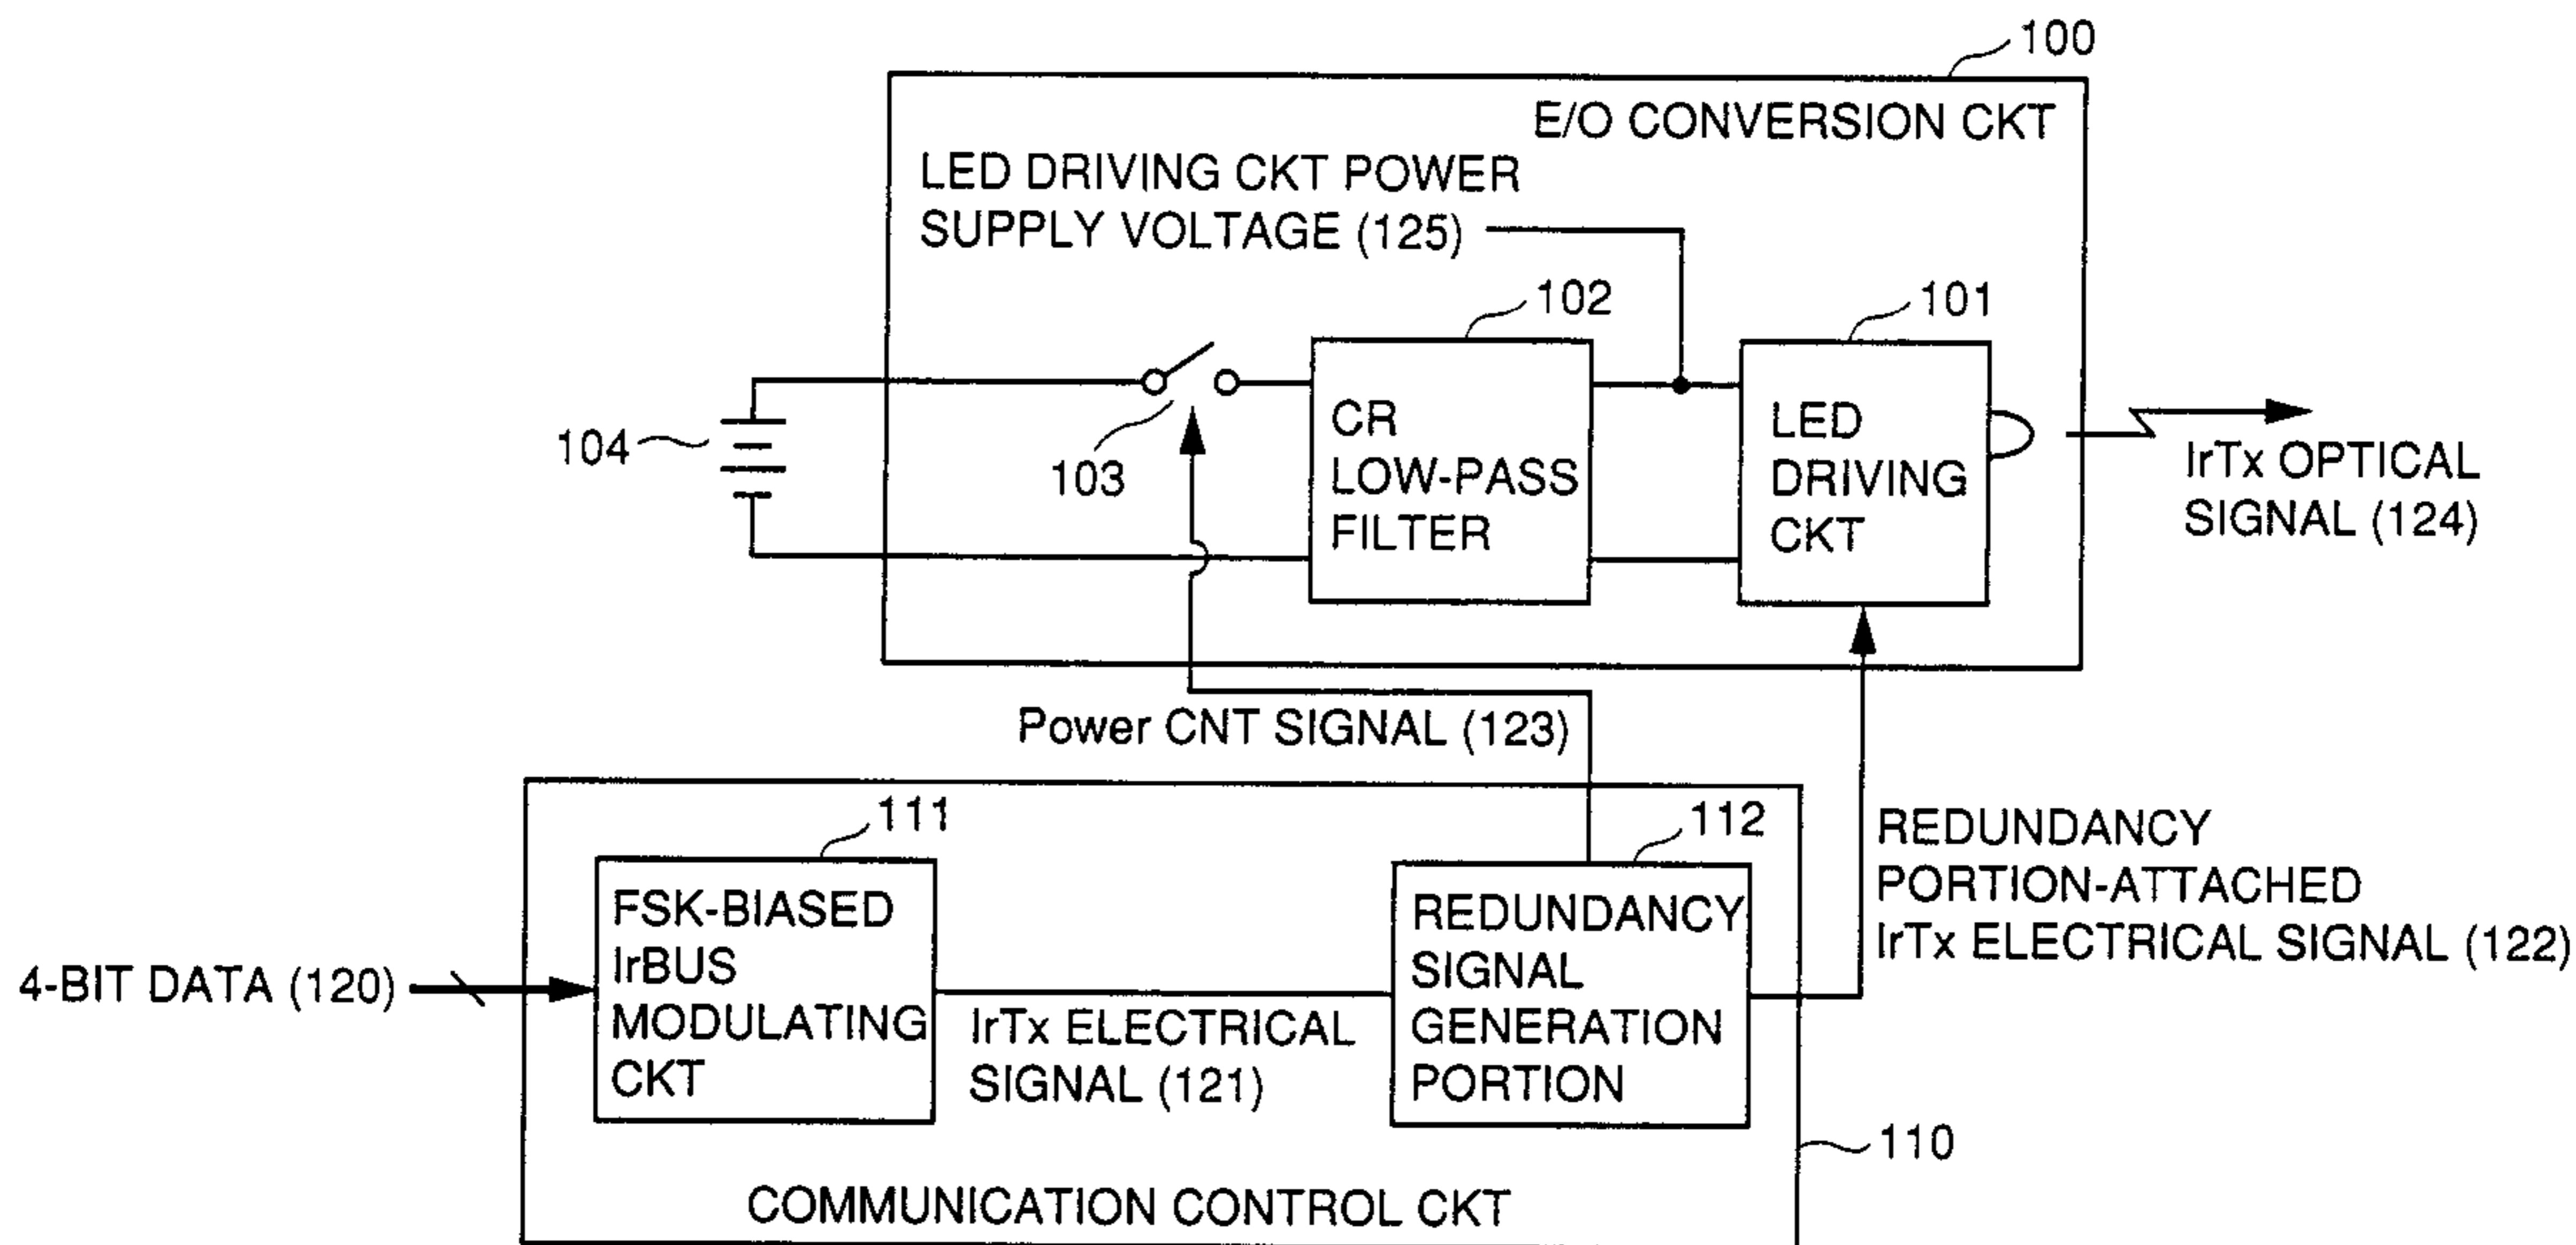 100
E/O CONVERSION CKT
LED DRIVING CKT POWER
SUPPLY VOLTAGE (125)
102
101
104
103
CR
LOW-PASS
FILTER
LED
DRIVING
CKT
IrTx OPTICAL
SIGNAL (124)
Power CNT SIGNAL (123)
111
112
REDUNDANCY
PORTION-ATTACHED
IrTx ELECTRICAL SIGNAL (122)
4-BIT DATA (120)
FSK-BIASED
IrBUS
MODULATING
CKT
IrTx ELECTRICAL
SIGNAL (121)
REDUNDANCY
SIGNAL
GENERATION
PORTION
110
COMMUNICATION CONTROL CKT